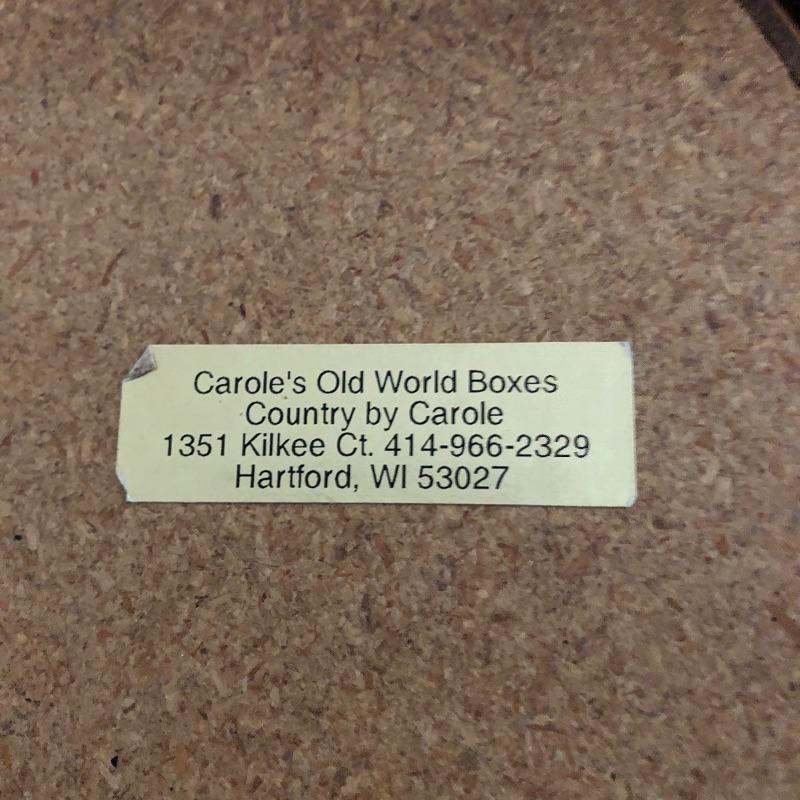 Carole's Old World Boxes
Country by Carole
1351 Kilkee Ct. 414-966-2329
Hartford, WI 53027